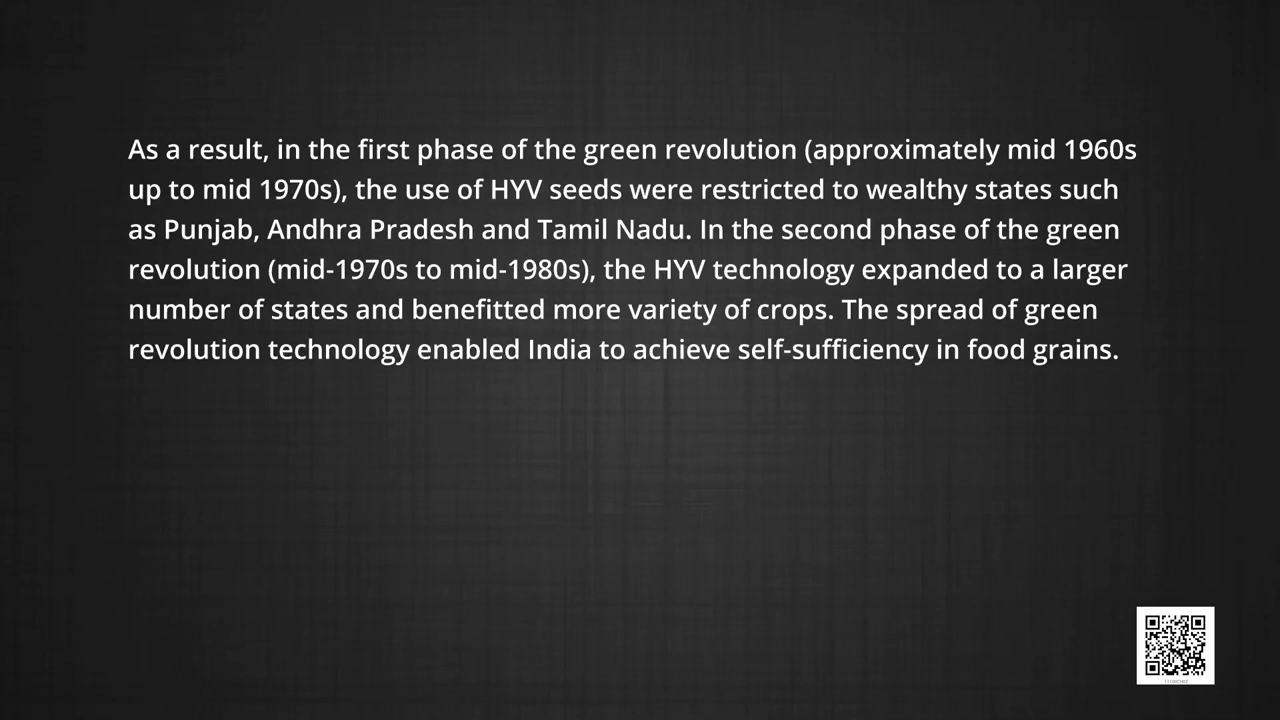 As a result, in the first phase of the green revolution (approximately mid 1960s
up to mid 1970s), the use of HYV seeds were restricted to wealthy states such
as Punjab, Andhra Pradesh and Tamil Nadu. In the second phase of the green
revolution (mid-1970s to mid-1980s), the HYV technology expanded to a larger
number of states and benefitted more variety of crops. The spread of green
revolution technology enabled India to achieve self-sufficiency in food grains.